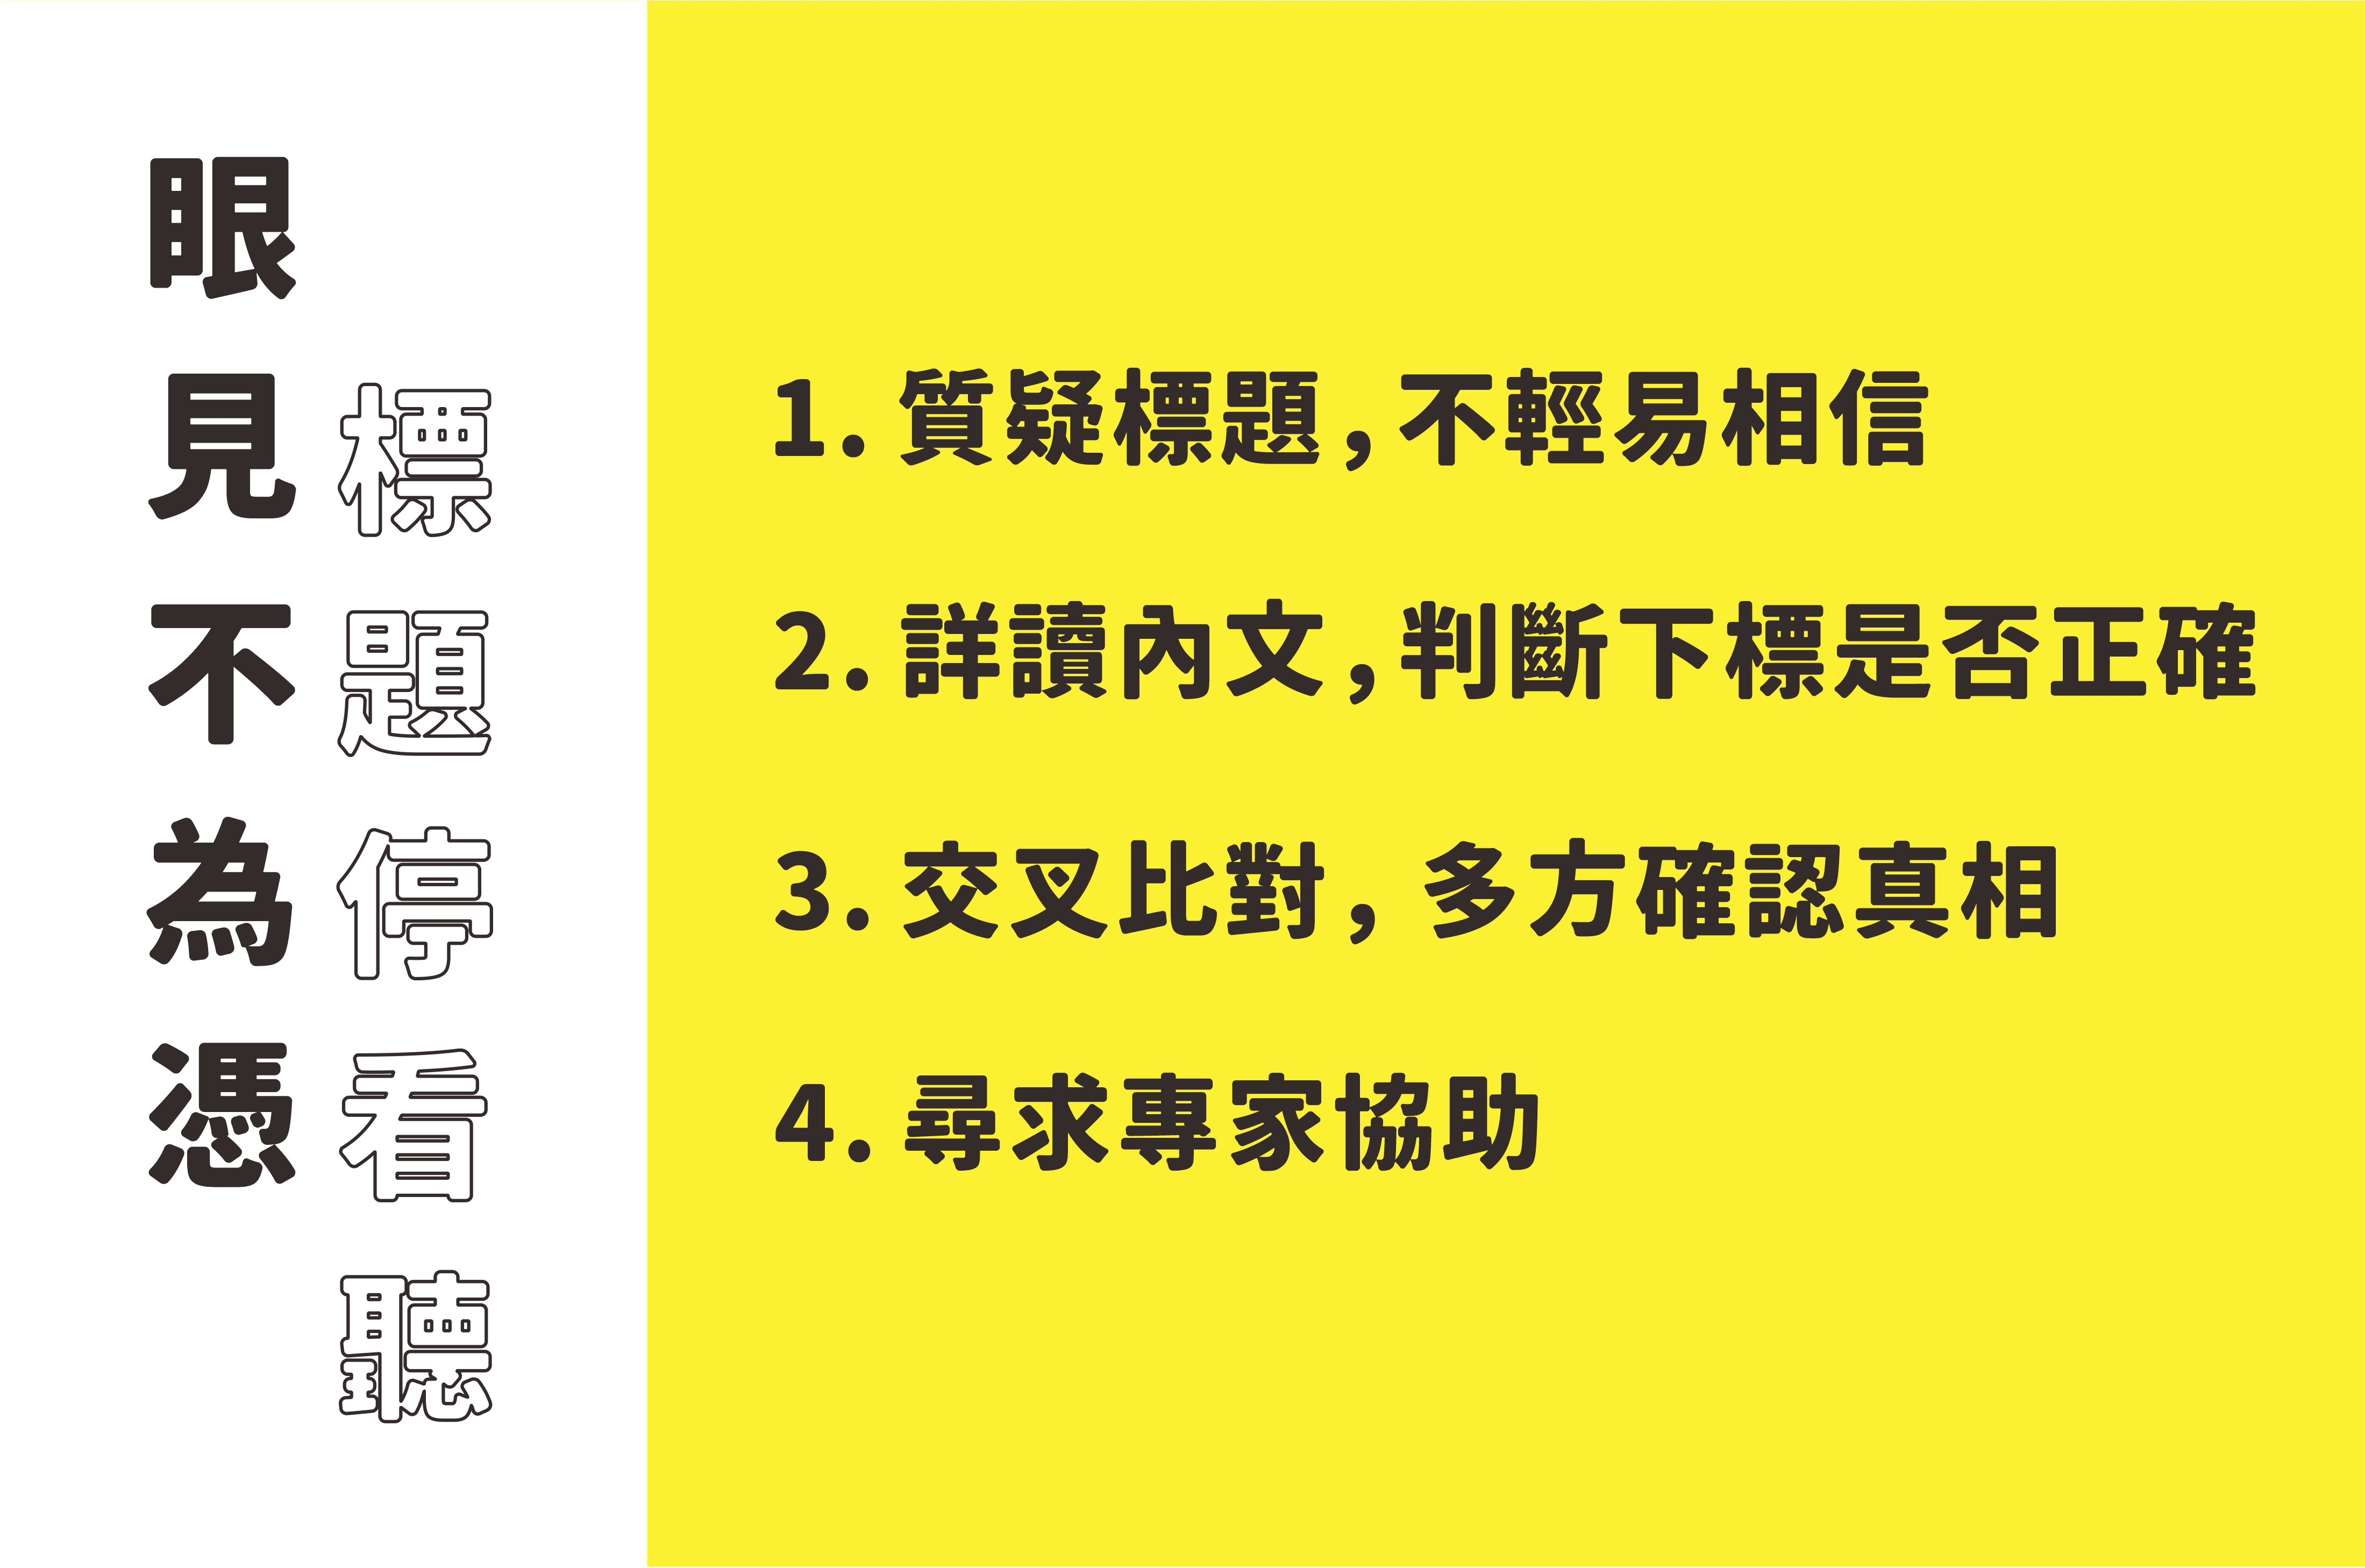 眼見不為憑
標題停看聽
1. 質疑標題,不輕易相信
2. 詳讀內文,判斷下標是否正確
3. 交叉比對,多方確認真相
4. 尋求專家協助